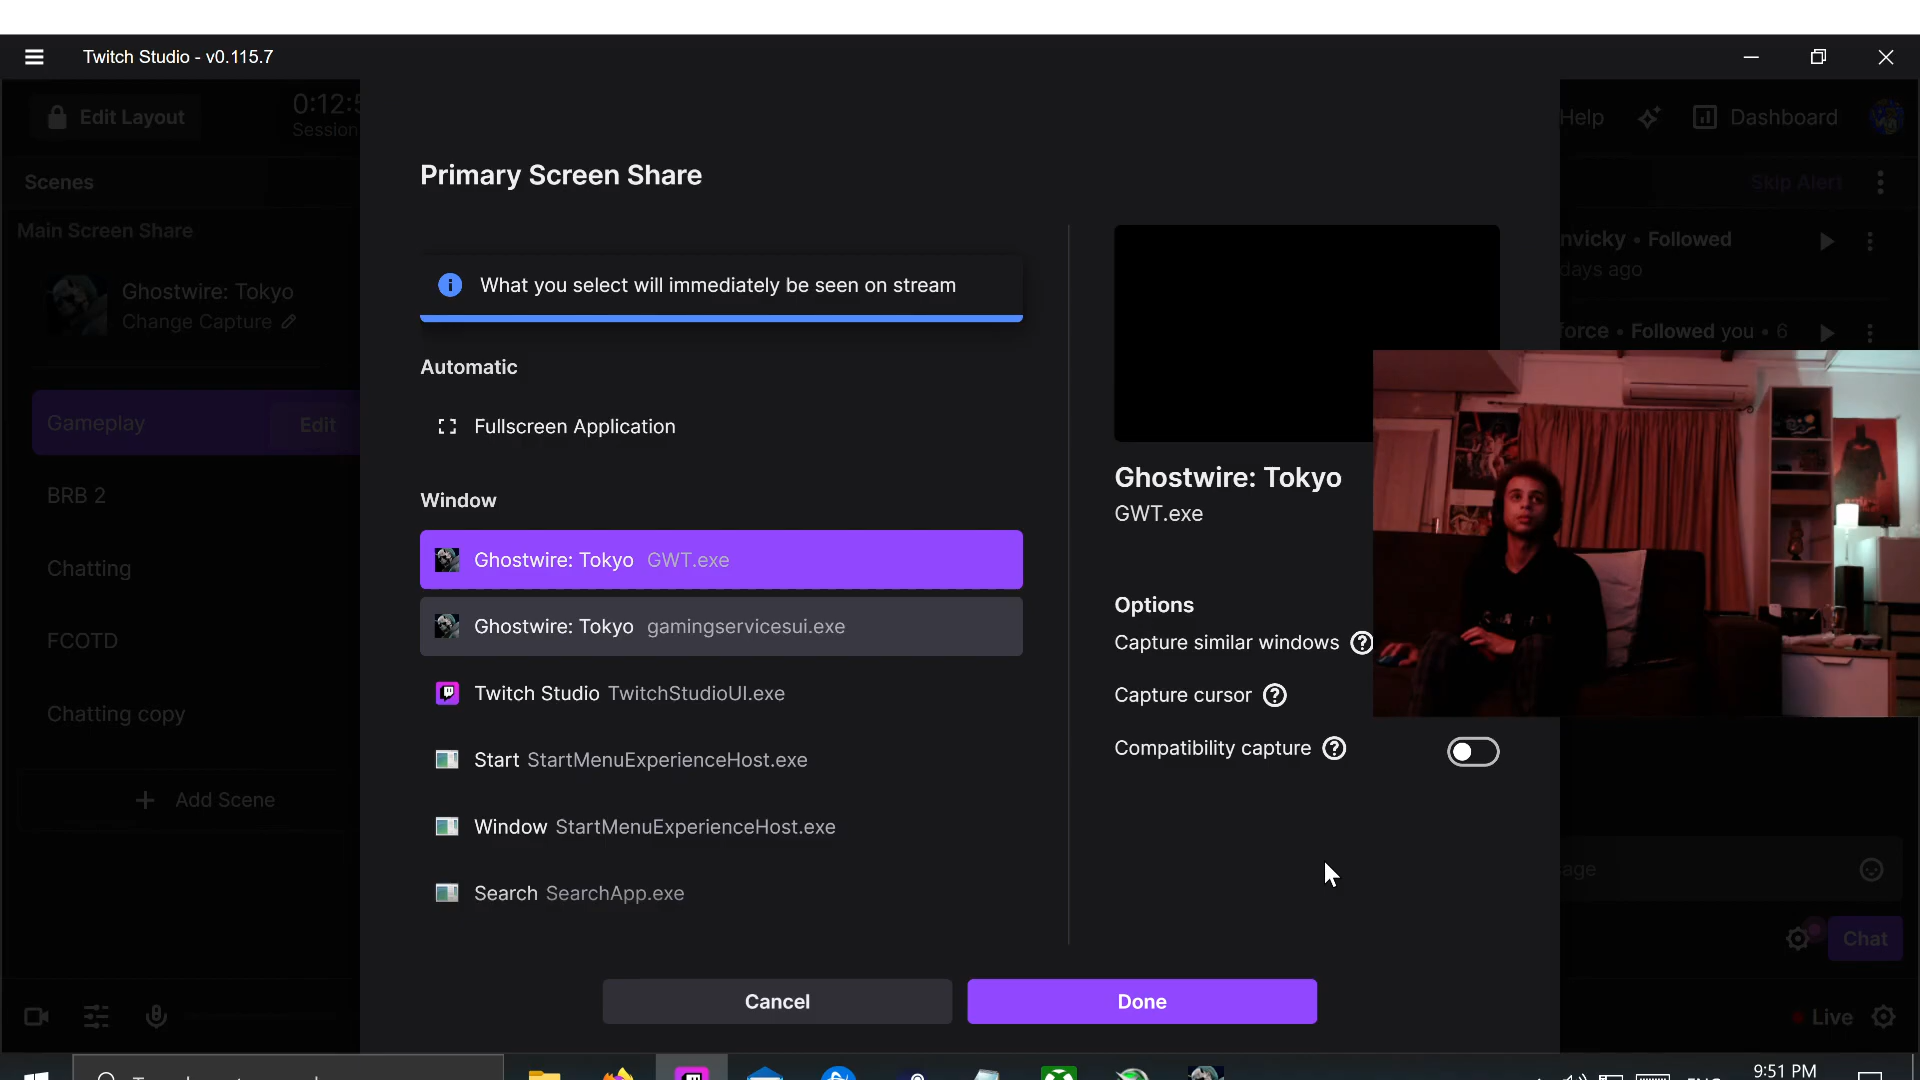 Twitch Studio - v0.115.7
Edit Layout
0:12:5
Session
Help
Dashboard
Scenes
Skip Alert
Main Screen Share
Ghostwire: Tokyo
Change Capture
Gameplay
Edit
BRB 2
Chatting
FCOTD
Chatting copy
Add Scene
Primary Screen Share
What you select will immediately be seen on stream
Automatic
Fullscreen Application
Window
Ghostwire: Tokyo GWT.exe
Ghostwire: Tokyo gamingservicesui.exe
Twitch Studio TwitchStudioUI.exe
Start StartMenuExperienceHost.exe
Window StartMenuExperienceHost.exe
Search SearchApp.exe
Cancel
Done
Ghostwire: Tokyo
GWT.exe
Options
Capture similar windows
Capture cursor
Compatibility capture
nvicky • Followed
days ago
force • Followed you • 6
sage
Chat
Live
9:51 PM